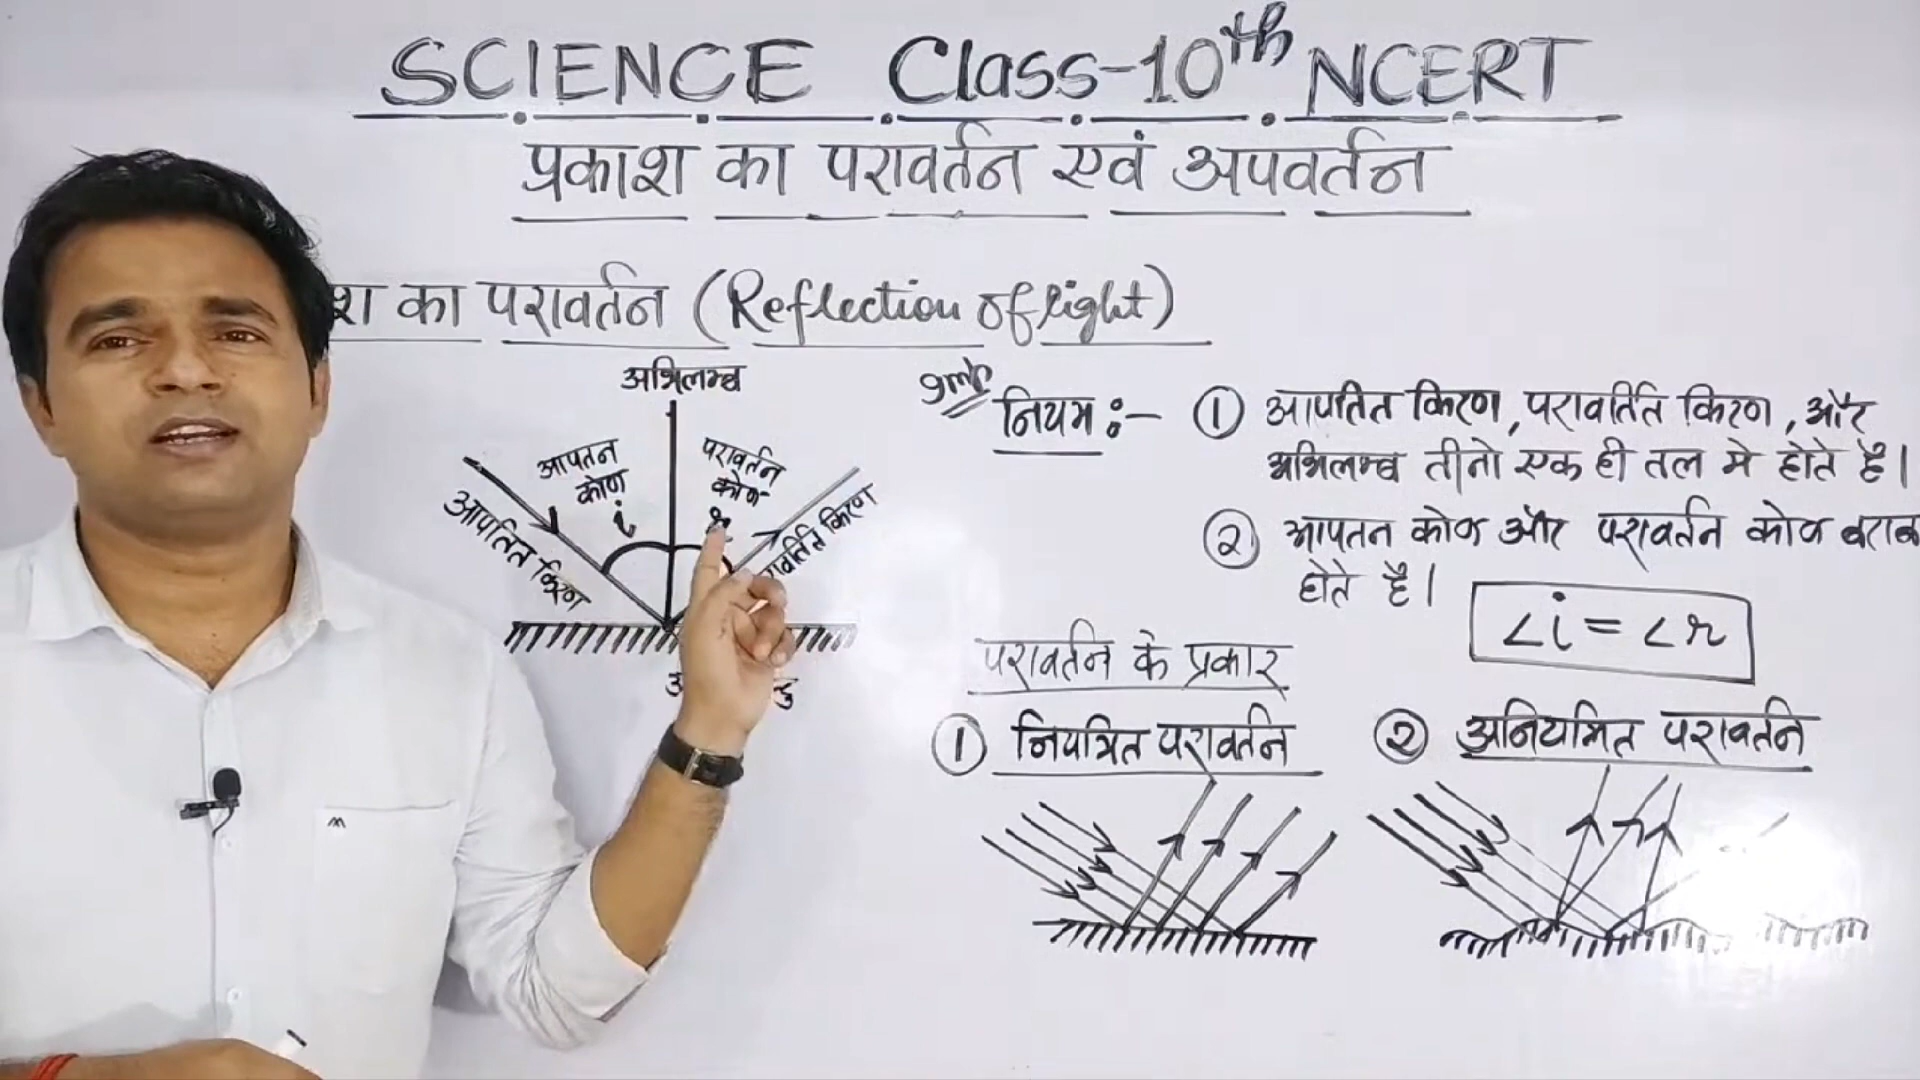 SCIENCE Class-10th NCERT
प्रकाश का परावर्तन एवं अपवर्तन
श का परावर्तन (Reflection of light)
अभिलम्ब
आपतन
कोण
i
परावर्तन
कोण
r
आपतित किरण
रावर्तित किरण
Imp
नियम :-
① आपतित किरण, परावर्तित किरण, और
अभिलम्ब तीनो एक ही तल मे होते है।
② आपतन कोण और परावर्तन कोण बराब
होते है।
∠i = ∠r
परावर्तन के प्रकार
① नियमित परावर्तन
② अनियमित परावर्तन